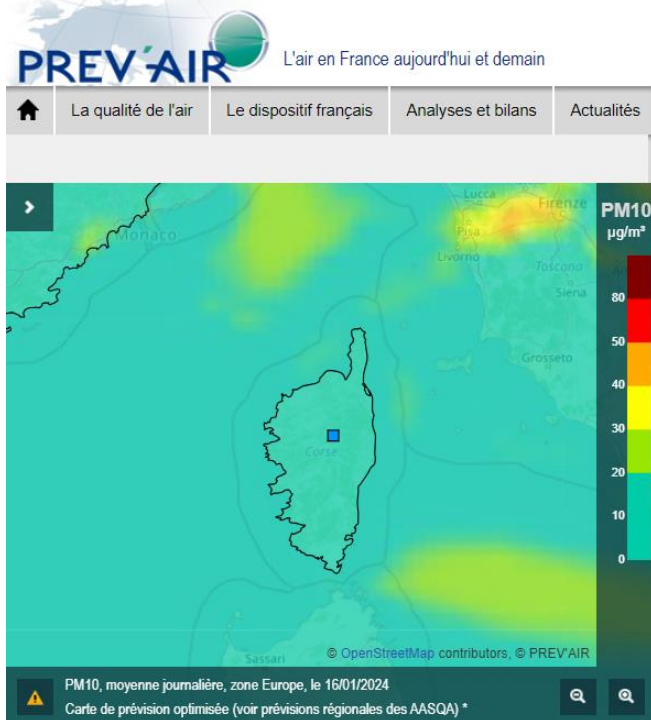 PREV'AIR
L'air en France aujourd'hui et demain
La qualité de l'air Le dispositif français Analyses et bilans Actualités
Lucca
Firenze
PM10
µg/m³
Monaco
Pisa
Livorno
Toscana
Siena
80
50
Grosseto
40
30
Corse
20
10
0
Sassari
© OpenStreetMap contributors, © PREV'AIR
PM10, moyenne journalière, zone Europe, le 16/01/2024
Carte de prévision optimisée (voir prévisions régionales des AASQA) *